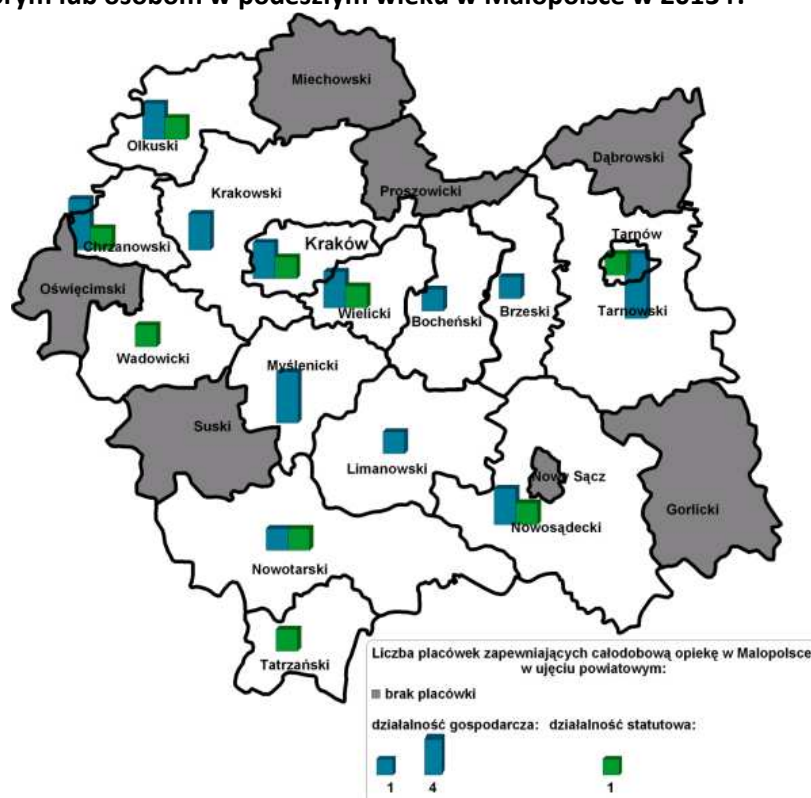 lub osobom w podeszłym wieku w Małopolsce w 2013 r.
Miechowski
Olkuski
Dąbrowski
Proszowicki
Krakowski
Tarnów
Kraków
Chrzanowski
Oświęcimski
Wielicki
Bocheński
Brzeski
Tarnowski
Wadowicki
Myślenicki
Suski
Limanowski
Nowy Sącz
Gorlicki
Nowosądecki
Nowotarski
Tatrzański
Liczba placówek zapewniających całodobową opiekę w Małopolsce
w ujęciu powiatowym:
brak placówki
działalność gospodarcza: działalność statutowa:
1 4 1